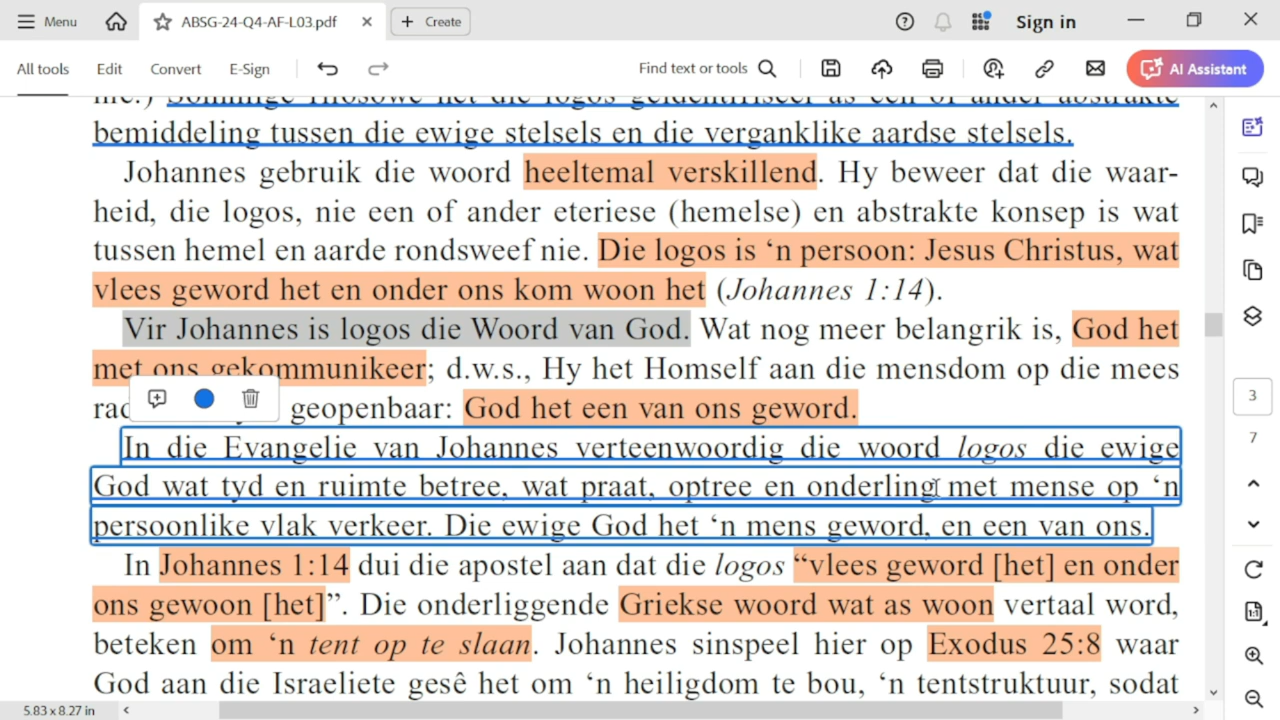 Menu
ABSG-24-Q4-AF-L03.pdf
Create
Sign in
All tools
Edit
Convert
E-Sign
Find text or tools
AI Assistant
bemiddeling tussen die ewige stelsels en die verganklike aardse stelsels.
Johannes gebruik die woord heeltemal verskillend. Hy beweer dat die waar-
heid, die logos, nie een of ander eteriese (hemelse) en abstrakte konsep is wat
tussen hemel en aarde rondsweef nie. Die logos is ‘n persoon: Jesus Christus, wat
vlees geword het en onder ons kom woon het (Johannes 1:14).
Vir Johannes is logos die Woord van God. Wat nog meer belangrik is, God het
met ons gekommunikeer; d.w.s., Hy het Homself aan die mensdom op die mees
geopenbaar: God het een van ons geword.
In die Evangelie van Johannes verteenwoordig die woord logos die ewige
God wat tyd en ruimte betree, wat praat, optree en onderling met mense op ‘n
persoonlike vlak verkeer. Die ewige God het ‘n mens geword, en een van ons.
In Johannes 1:14 dui die apostel aan dat die logos “vlees geword [het] en onder
ons gewoon [het]”. Die onderliggende Griekse woord wat as woon vertaal word,
beteken om ‘n tent op te slaan. Johannes sinspeel hier op Exodus 25:8 waar
God aan die Israeliete gesê het om ‘n heiligdom te bou, ‘n tentstruktuur, sodat
3
7
1:1
5.83 x 8.27 in